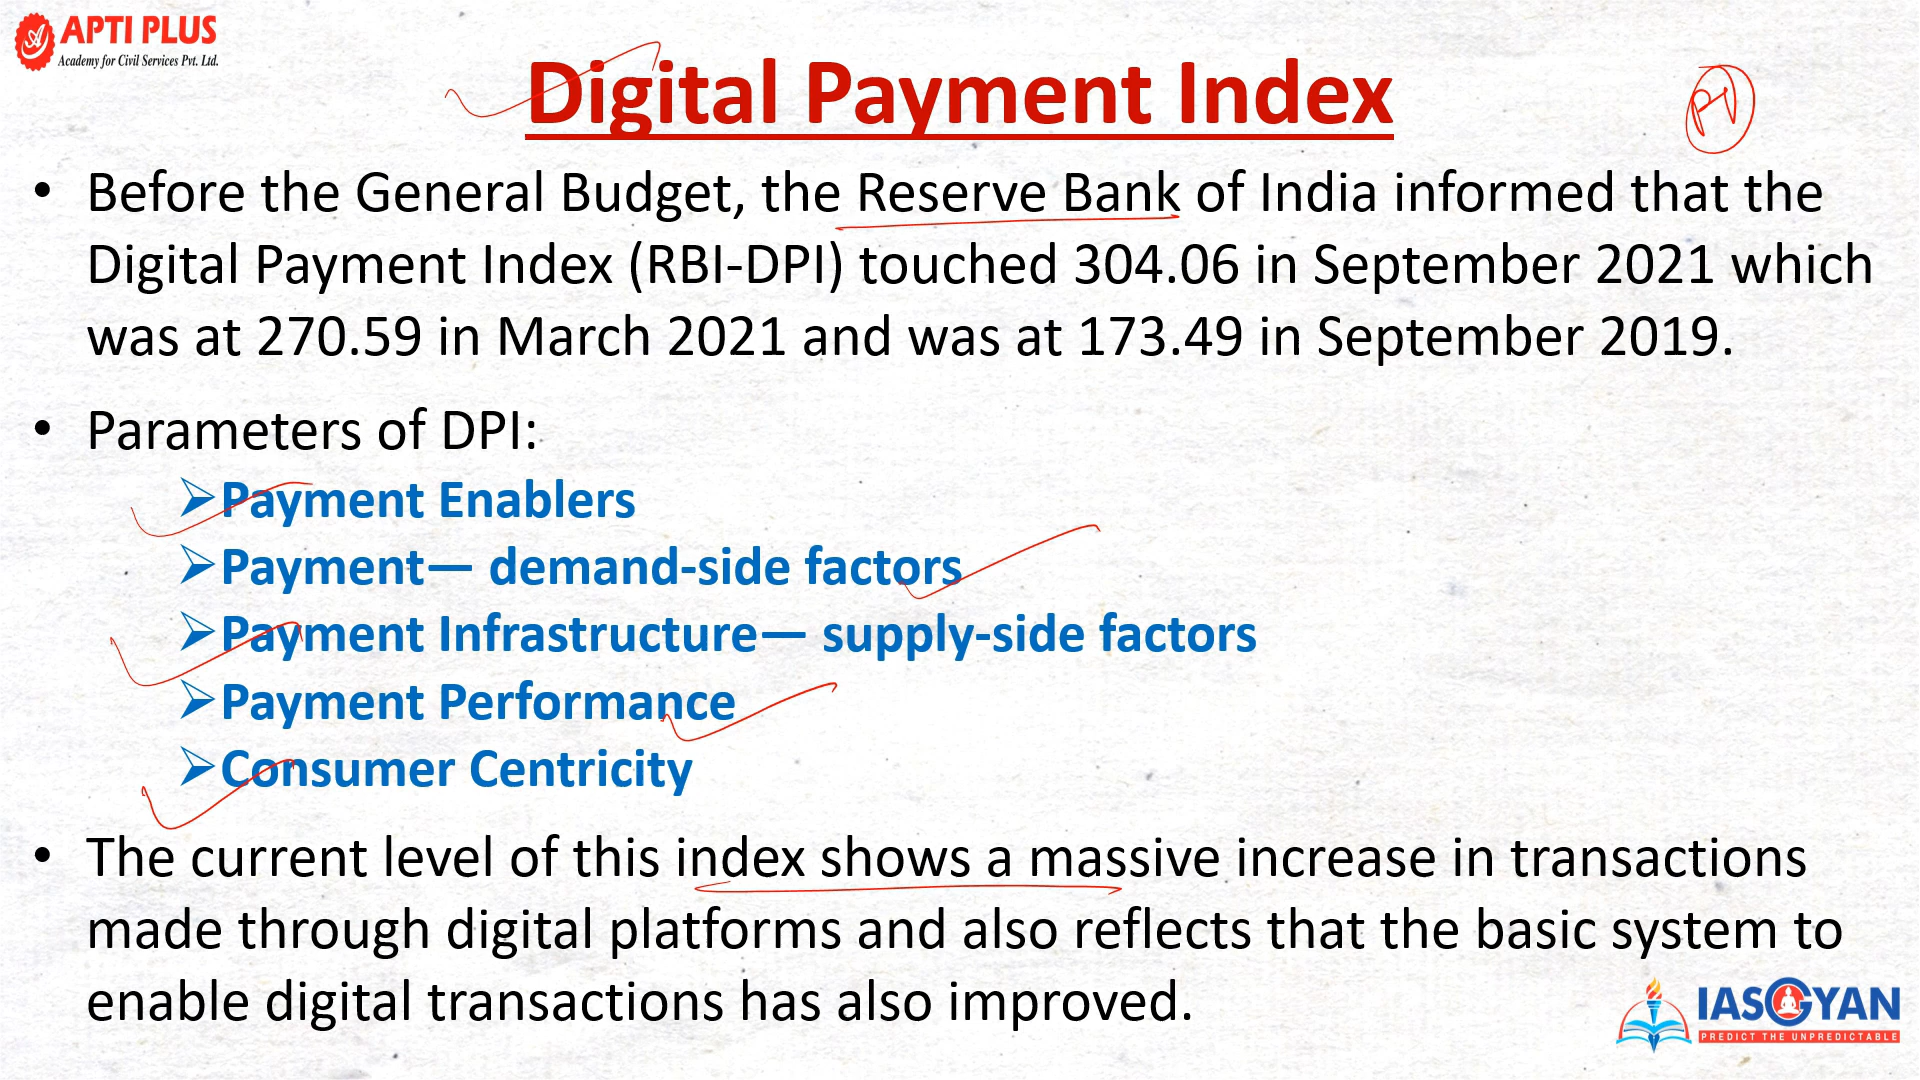 APTI PLUS
Academy for Civil Services Pvt. Ltd.
Digital Payment Index
• Before the General Budget, the Reserve Bank of India informed that the
Digital Payment Index (RBI-DPI) touched 304.06 in September 2021 which
was at 270.59 in March 2021 and was at 173.49 in September 2019.
• Parameters of DPI:
➢Payment Enablers
➢Payment— demand-side factors
➢Payment Infrastructure— supply-side factors
➢Payment Performance
➢Consumer Centricity
• The current level of this index shows a massive increase in transactions
made through digital platforms and also reflects that the basic system to
enable digital transactions has also improved.
IASGYAN
PREDICT THE UNPREDICTABLE